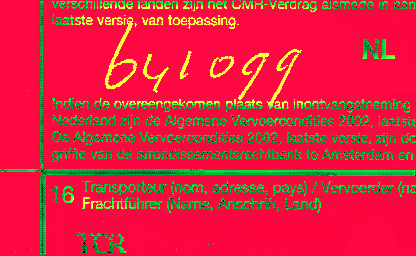 verschillende landen zijn het CMR-Verdrag alsmede in aan
laatste versie, van toepassing.
NL
641099
Indien de overeengekomen plaats van inontvangstneming
Nederland zijn de Algemene Vervoercondities 2002, laatste
De Algemene Vervoercondities 2002, laatste versie, zijn de
griffie van de arrondissementsrechtbank te Amsterdam en
16 Transporteur (nom, adresse, pays) / Vervoerder (na
Frachtführer (Name, Anschrift, Land)
TCR